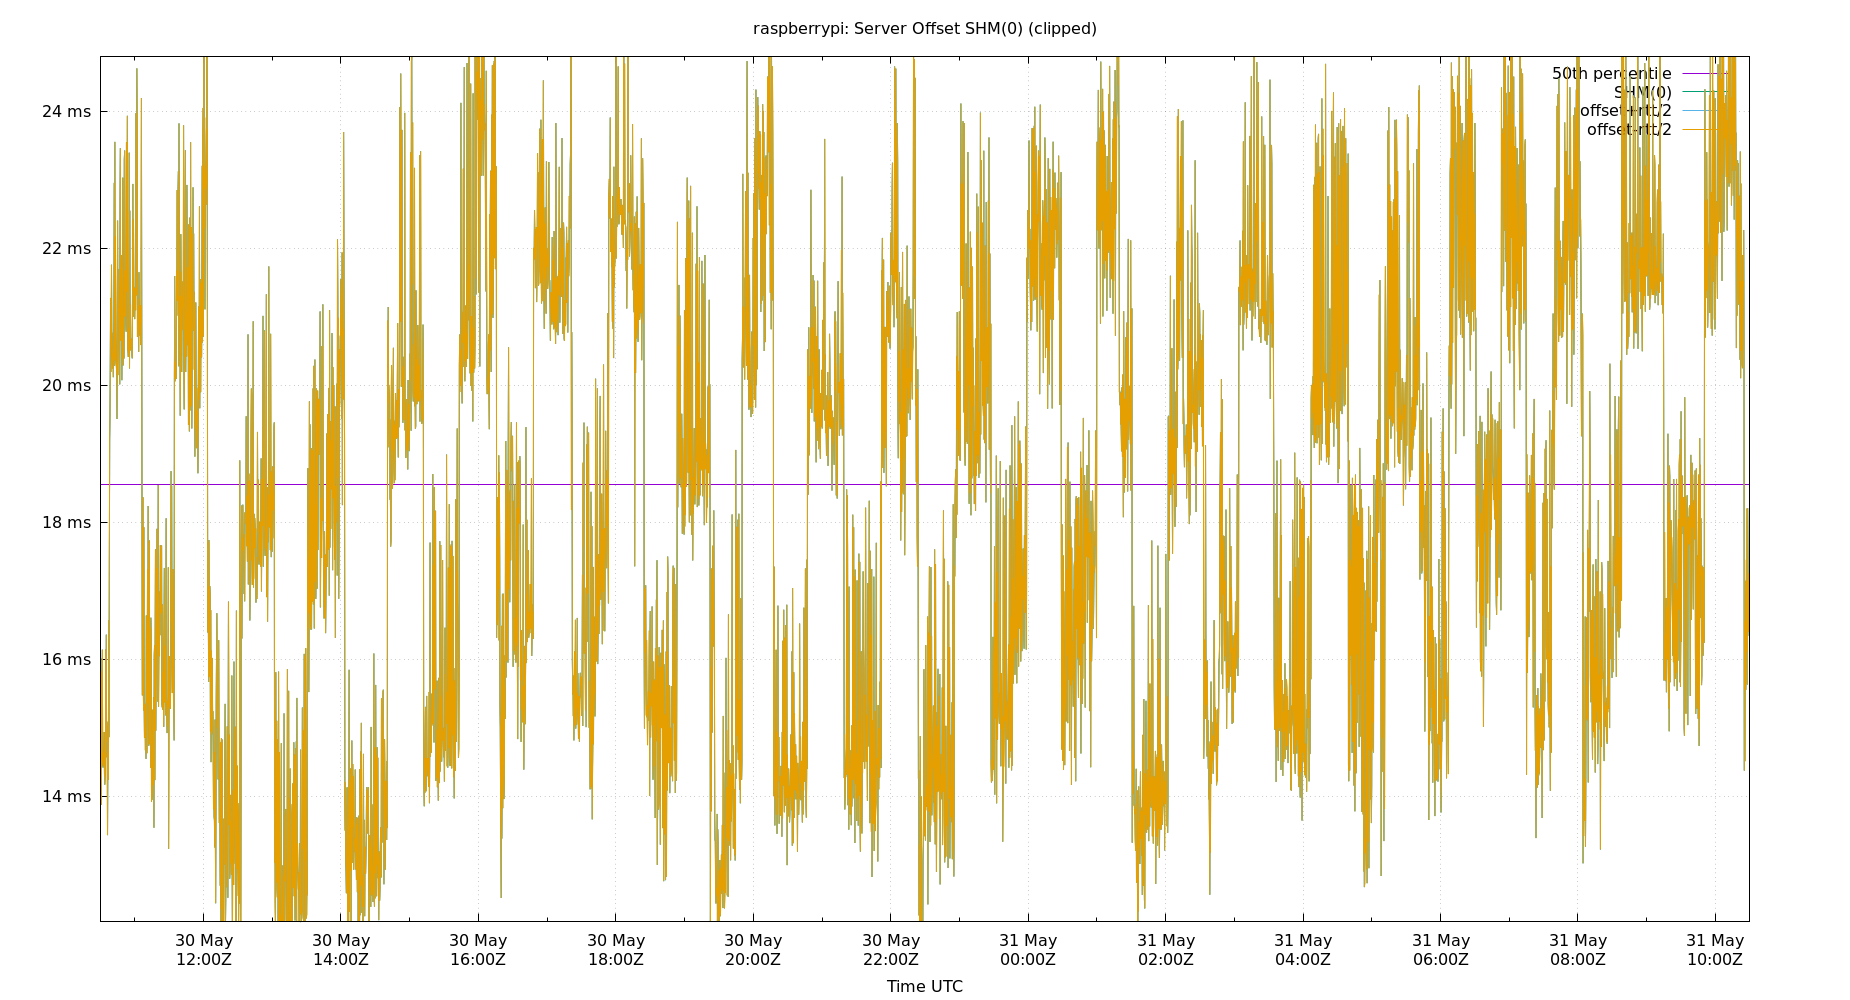 raspberrypi: Server Offset SHM(0) (clipped)
50th percentile
SHM(0)
offset+rtt/2
offset-rtt/2
24 ms
22 ms
20 ms
18 ms
16 ms
14 ms
30 May 30 May 30 May 30 May 30 May 30 May 31 May 31 May 31 May 31 May 31 May 31 May
12:00Z 14:00Z 16:00Z 18:00Z 20:00Z 22:00Z 00:00Z 02:00Z 04:00Z 06:00Z 08:00Z 10:00Z
Time UTC